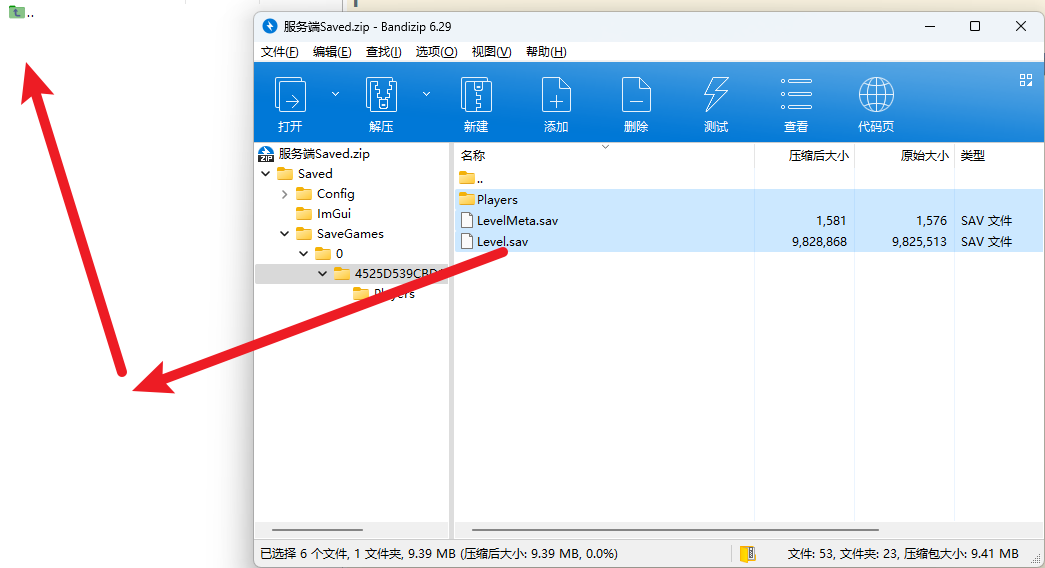 ..
服务端Saved.zip - Bandizip 6.29
文件(F) 编辑(E) 查找(I) 选项(O) 视图(V) 帮助(H)
打开 解压 新建 添加 删除 测试 查看 代码页
服务端Saved.zip
Saved
Config
ImGui
SaveGames
0
Players
名称 压缩后大小 原始大小 类型
..
Players
LevelMeta.sav 1,581 1,576 SAV 文件
Level.sav 9,828,868 9,825,513 SAV 文件
已选择 6 个文件, 1 文件夹, 9.39 MB (压缩后大小: 9.39 MB, 0.0%)
文件: 53, 文件夹: 23, 压缩包大小: 9.41 MB